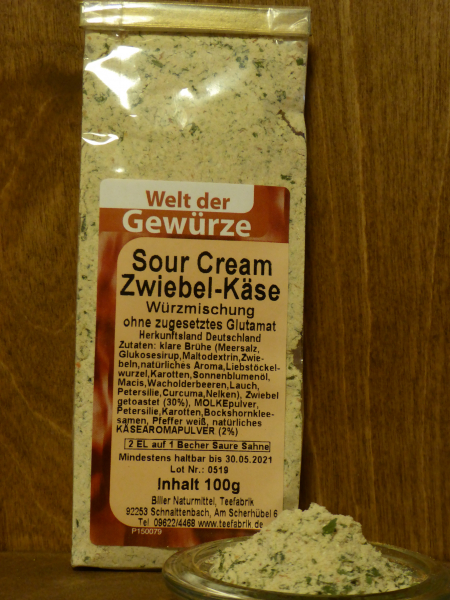 Welt der
Gewürze
Sour Cream
Zwiebel-Käse
Würzmischung
ohne zugesetztes Glutamat
Herkunftsland Deutschland
Zutaten: klare Brühe (Meersalz,
Glukosesirup,Maltodextrin,Zwie-
beln,natürliches Aroma,Liebstöckel-
wurzel,Karotten,Sonnenblumenöl,
Macis,Wacholderbeeren,Lauch,
Petersilie,Curcuma,Nelken), Zwiebel
getoastet (30%), MOLKEpulver,
Petersilie,Karotten,Bockshornklee-
samen, Pfeffer weiß, natürliches
KÄSEAROMAPULVER (2%)
2 EL auf 1 Becher Saure Sahne
Mindestens haltbar bis 30.05.2021
Lot Nr.: 0519
Inhalt 100g
Biller Naturmittel, Teefabrik
92253 Schnaittenbach, Am Scherhübel 6
Tel 09622/4468 www.teefabrik.de
P150079